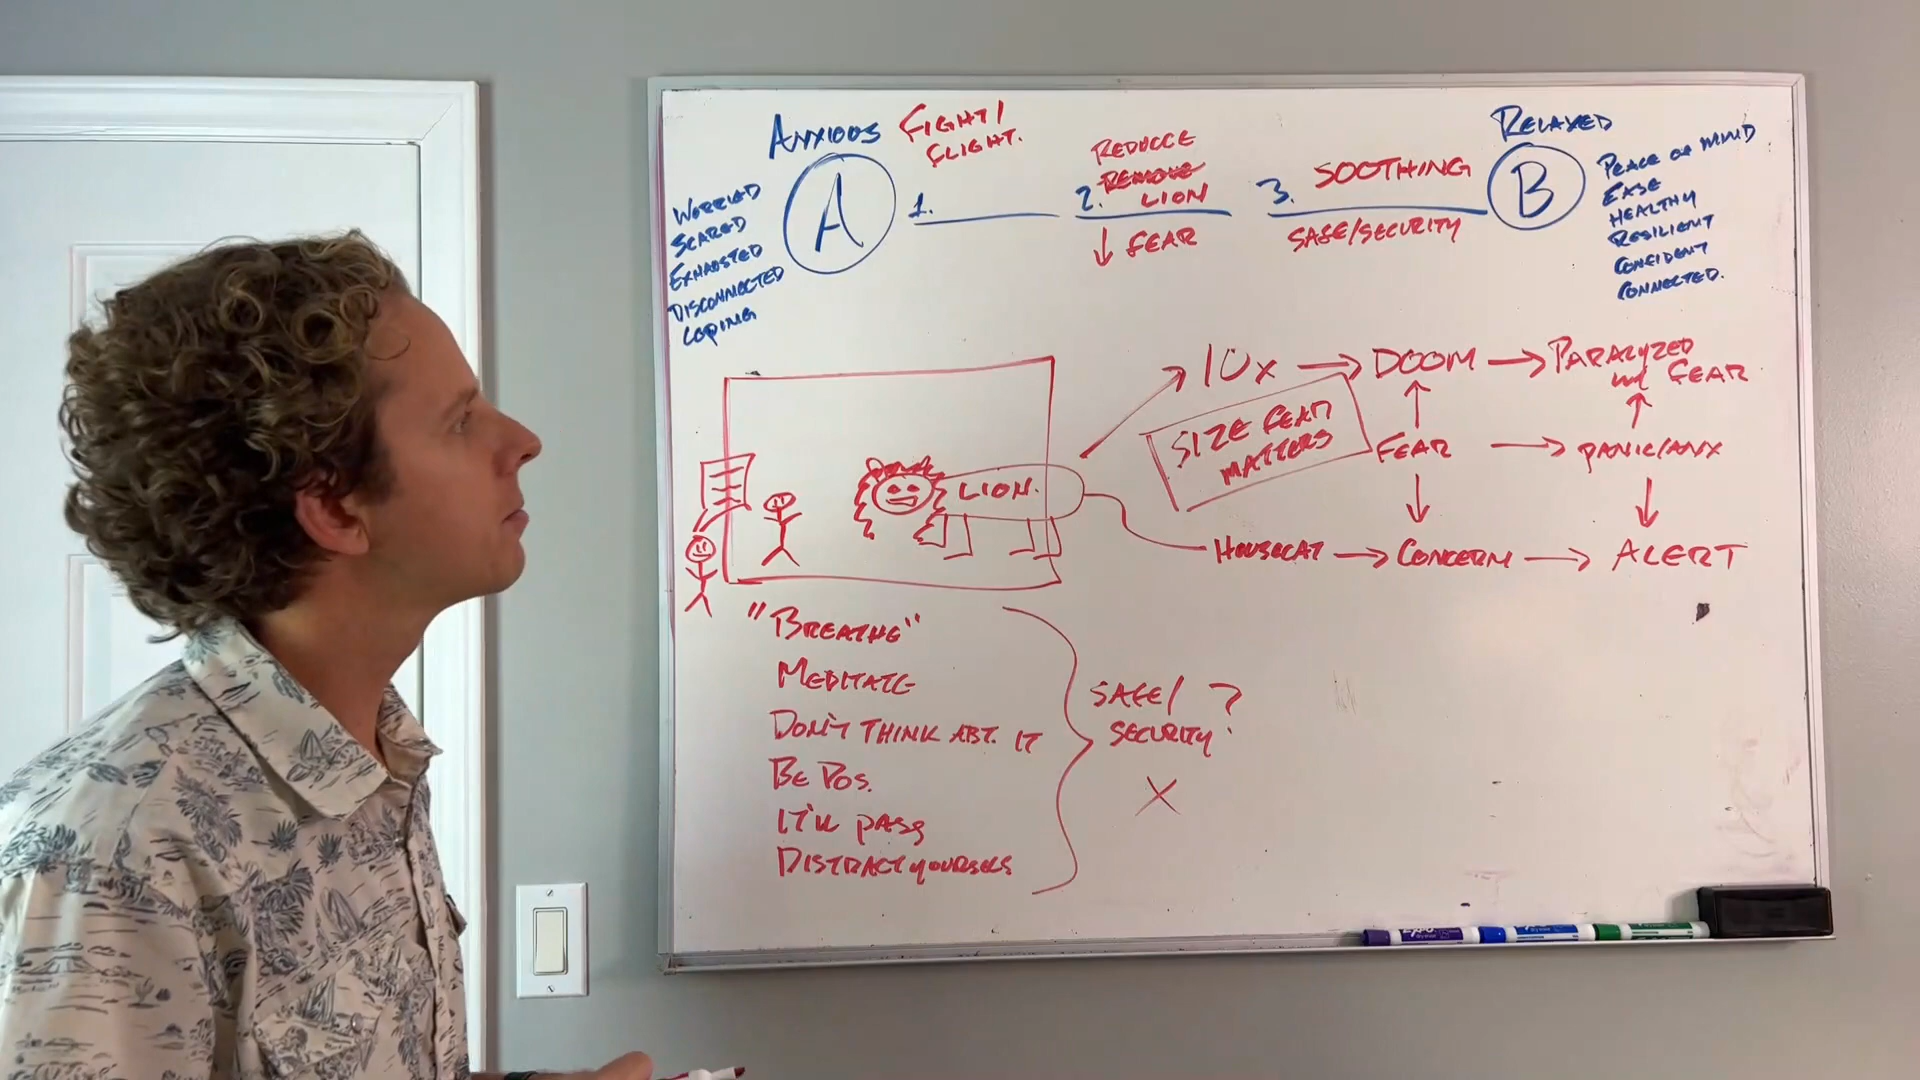 ANXIOUS
FIGHT/
FLIGHT.
WORRIED
SCARED
EXHAUSTED
DISCONNECTED
COPING
A
1.
REDUCE
REMOVE
2. LION
↓ FEAR
3. SOOTHING
SAFE/SECURITY
RELAXED
B
PEACE OF MIND
EASE
HEALTHY
RESILIENT
CONFIDENT
CONNECTED.
→ 10x → DOOM → PARALYZED
w/ FEAR
SIZE FEAR
MATTERS
FEAR → PANIC/ANX
LION.
HOUSECAT → CONCERN → ALERT
"BREATHE"
MEDITATE
DON'T THINK ABT. IT
BE POS.
IT'LL PASS
DISTRACT YOURSELF
SAFE/ ?
SECURITY
X
EXPO